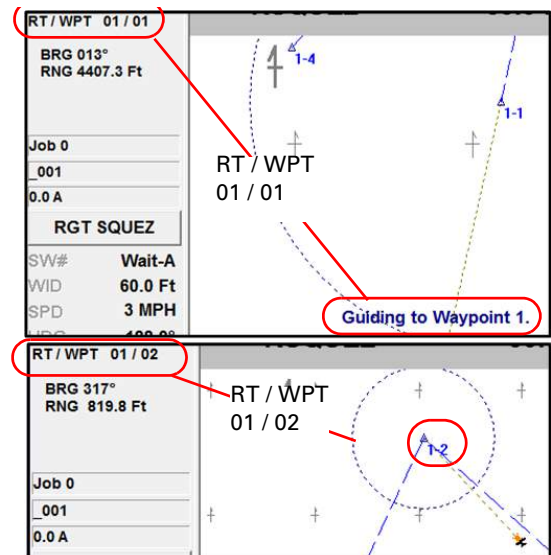 RT / WPT 01 / 01
BRG 013°
RNG 4407.3 Ft
1-4
1-1
Job 0
_001
0.0 A
RT / WPT
01 / 01
RGT SQUEZ
SW# Wait-A
WID 60.0 Ft
SPD 3 MPH
Guiding to Waypoint 1.
RT / WPT 01 / 02
BRG 317°
RNG 819.8 Ft
RT / WPT
01 / 02
1-2
Job 0
_001
0.0 A